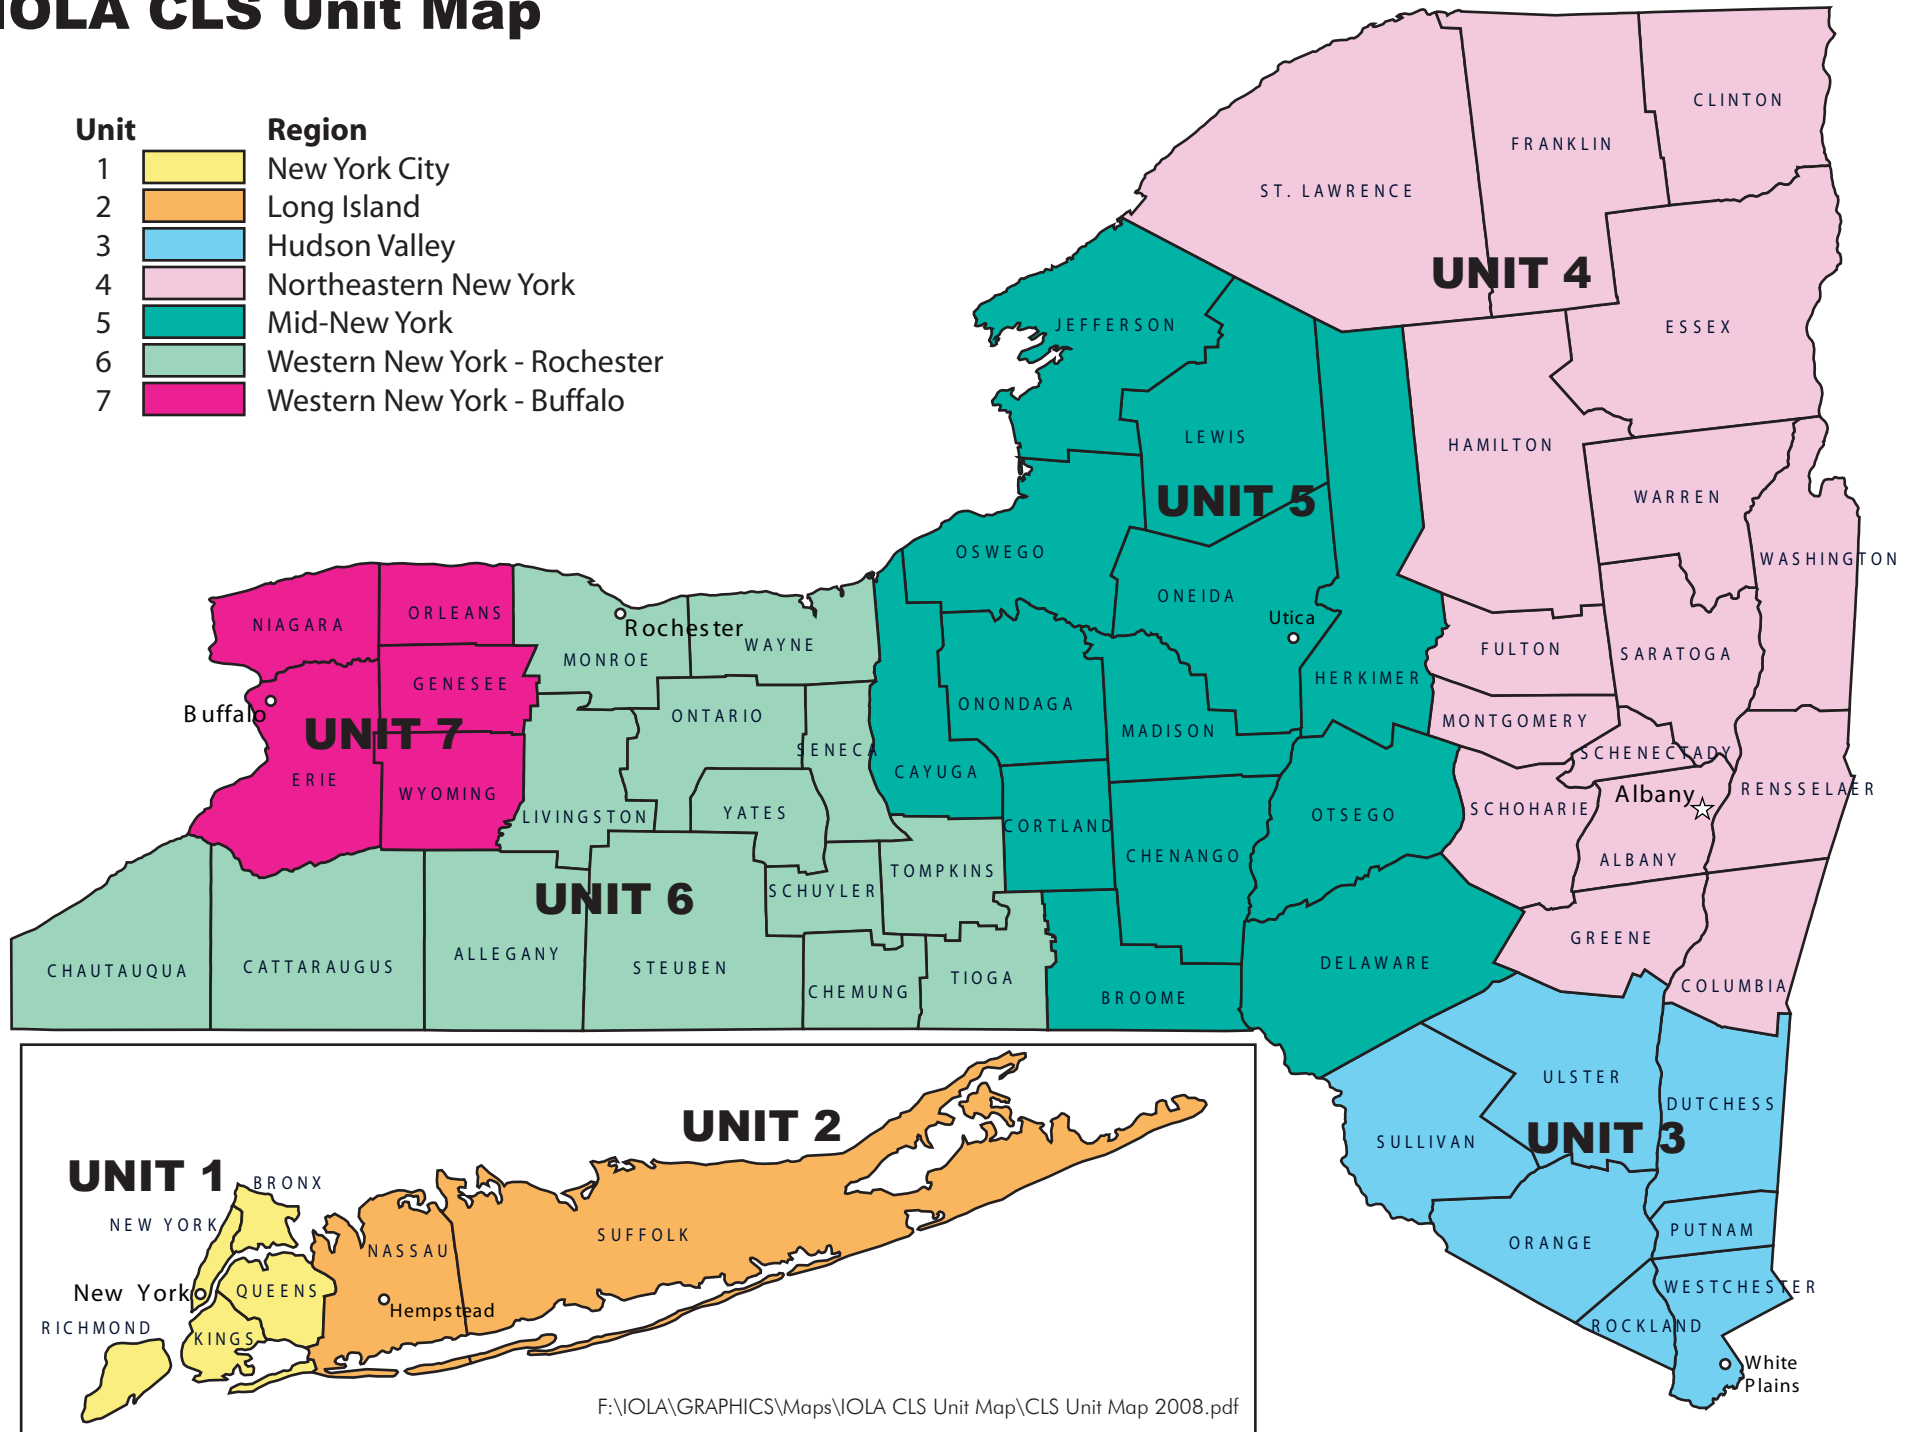 IOLA CLS Unit Map
Unit Region
1 New York City
2 Long Island
3 Hudson Valley
4 Northeastern New York
5 Mid-New York
6 Western New York - Rochester
7 Western New York - Buffalo
CLINTON
FRANKLIN
ST. LAWRENCE
UNIT 4
JEFFERSON
ESSEX
LEWIS
HAMILTON
UNIT 5
WARREN
OSWEGO
WASHINGTON
ONEIDA
Utica
NIAGARA
ORLEANS
Rochester
MONROE
WAYNE
FULTON
SARATOGA
HERKIMER
GENESEE
Buffalo
UNIT 7
ONTARIO
ONONDAGA
MADISON
MONTGOMERY
SENECA
SCHENECTADY
ERIE
WYOMING
CAYUGA
Albany
RENSSELAER
LIVINGSTON
YATES
CORTLAND
OTSEGO
SCHOHARIE
CHENANGO
ALBANY
TOMPKINS
SCHUYLER
UNIT 6
GREENE
ALLEGANY
CHAUTAUQUA
CATTARAUGUS
STEUBEN
TIOGA
DELAWARE
CHEMUNG
BROOME
COLUMBIA
ULSTER
DUTCHESS
SULLIVAN
UNIT 3
PUTNAM
ORANGE
WESTCHESTER
ROCKLAND
White
Plains
UNIT 2
UNIT 1
BRONX
NEW YORK
SUFFOLK
NASSAU
New York
QUEENS
Hempstead
RICHMOND
KINGS
F:\IOLA\GRAPHICS\Maps\IOLA CLS Unit Map\CLS Unit Map 2008.pdf